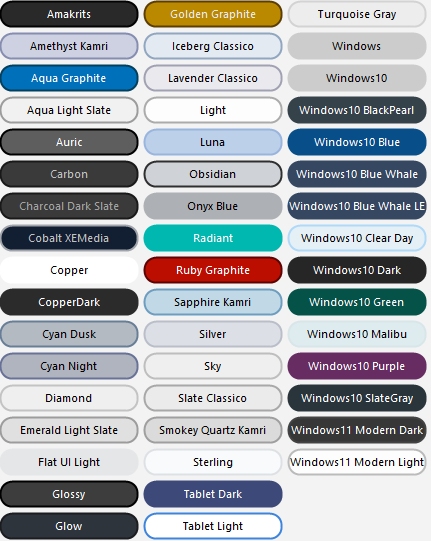 Amakrits
Amethyst Kamri
Aqua Graphite
Aqua Light Slate
Auric
Carbon
Charcoal Dark Slate
Cobalt XEMedia
Copper
CopperDark
Cyan Dusk
Cyan Night
Diamond
Emerald Light Slate
Flat UI Light
Glossy
Glow
Golden Graphite
Iceberg Classico
Lavender Classico
Light
Luna
Obsidian
Onyx Blue
Radiant
Ruby Graphite
Sapphire Kamri
Silver
Sky
Slate Classico
Smokey Quartz Kamri
Sterling
Tablet Dark
Tablet Light
Turquoise Gray
Windows
Windows10
Windows10 BlackPearl
Windows10 Blue
Windows10 Blue Whale
Windows10 Blue Whale LE
Windows10 Clear Day
Windows10 Dark
Windows10 Green
Windows10 Malibu
Windows10 Purple
Windows10 SlateGray
Windows11 Modern Dark
Windows11 Modern Light